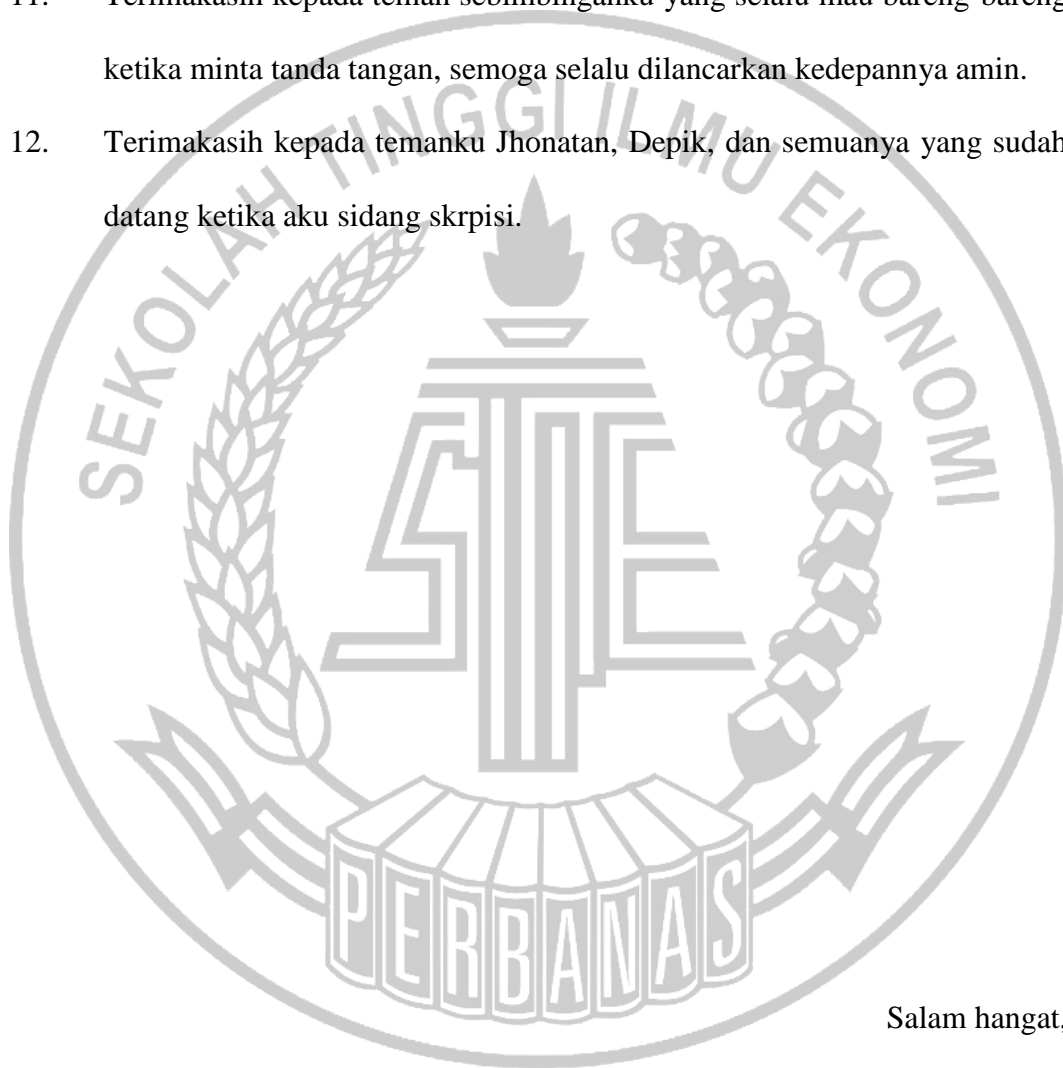 11. Terimakasih kepada teman sebimbinganku yang selalu mau bareng-bareng
ketika minta tanda tangan, semoga selalu dilancarkan kedepannya amin.
12. Terimakasih kepada temanku Jhonatan, Depik, dan semuanya yang sudah
datang ketika aku sidang skrpisi.
SEKOLAH TINGGI ILMU EKONOMI
PERBANAS
Salam hangat,